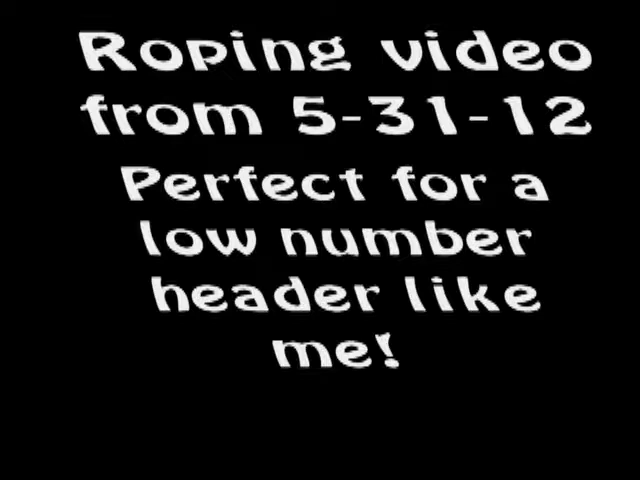 Roping video
from 5-31-12
Perfect for a
low number
header like
me!